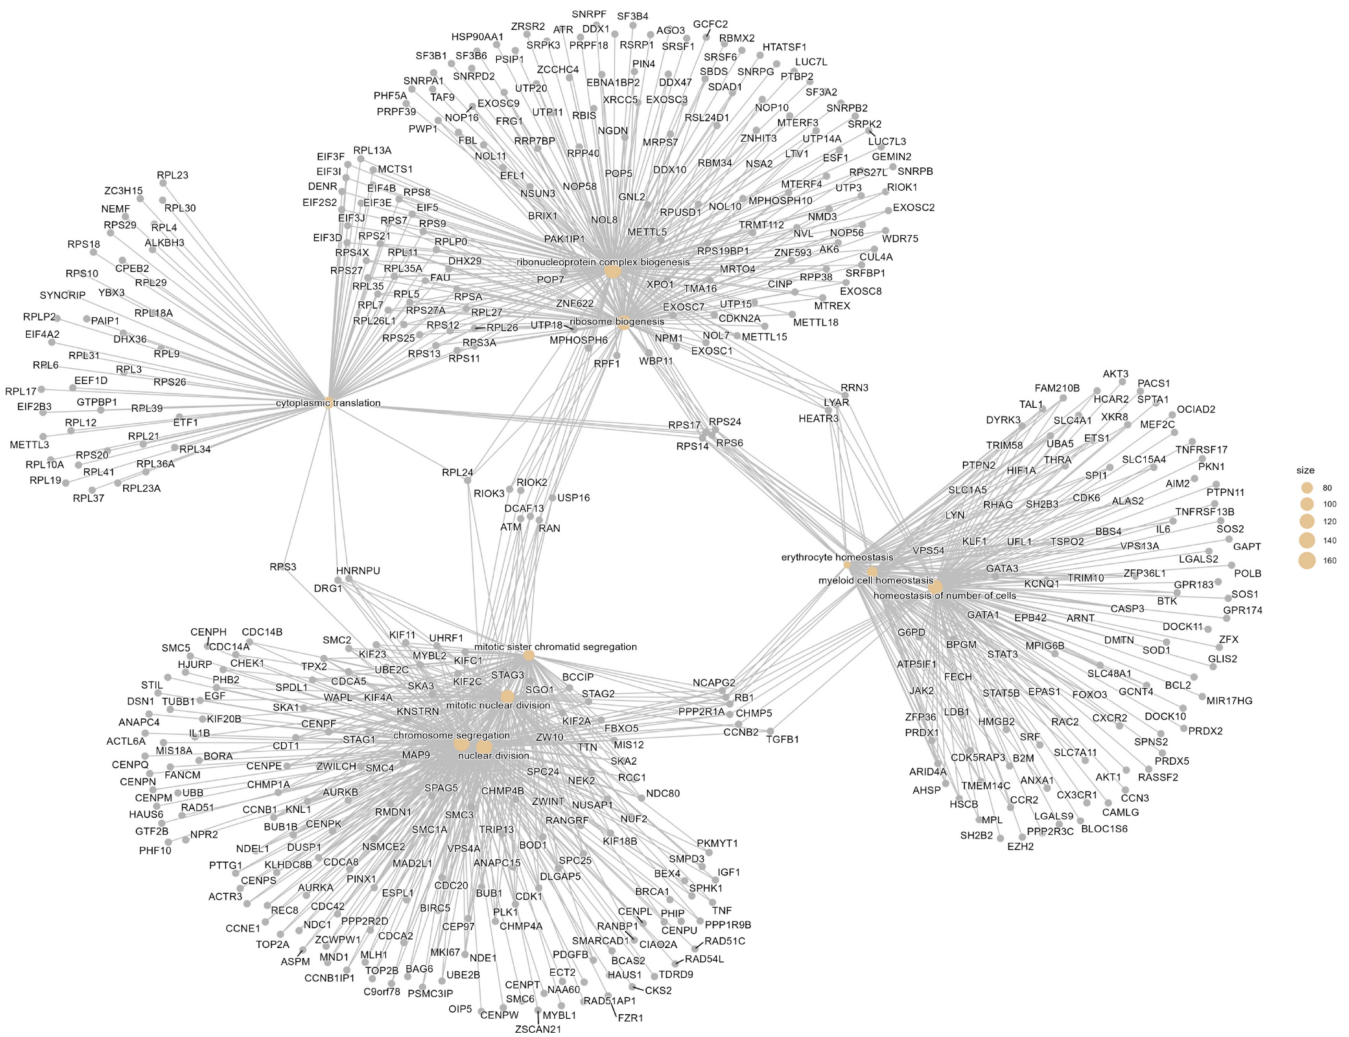 SNRPF
SF3B4
ZRSR2
ATR
DDX1
AGO3
GCFC2
HSP90AA1
SRPK3
PRPF18
RSRP1
SRSF1
RBMX2
SF3B1
SF3B6
PSIP1
SRSF6
HTATSF1
SNRPA1
SNRPD2
ZCCHC4
PIN4
SBDS
SNRPG
LUC7L
PHF5A
TAF9
UTP20
EBNA1BP2
DDX47
SDAD1
PTBP2
PRPF39
EXOSC9
XRCC5
EXOSC3
SF3A2
NOP16
FRG1
UTP11
RBIS
RSL24D1
NOP10
SNRPB2
PWP1
NGDN
MTERF3
SRPK2
FBL
RRP7BP
MRPS7
ZNHIT3
UTP14A
LUC7L3
NOL11
RPP40
RBM34
NSA2
LTV1
ESF1
GEMIN2
EFL1
POP5
DDX10
RPS27L
SNRPB
NSUN3
NOP58
GNL2
MTERF4
UTP3
RIOK1
BRIX1
NOL8
RPUSD1
NOL10
MPHOSPH10
NMD3
EXOSC2
METTL5
TRMT112
NVL
NOP56
WDR75
PAK1IP1
RPS19BP1
ZNF593
AK6
CUL4A
ribonucleoprotein complex biogenesis
MRTO4
RPP38
SRFBP1
POP7
XPO1
TMA16
CINP
EXOSC8
ZNF622
EXOSC7
UTP15
MTREX
ribosome biogenesis
CDKN2A
METTL18
UTP18
MPHOSPH6
NPM1
NOL7
METTL15
RPF1
WBP11
EXOSC1
EIF3F
RPL13A
EIF3I
MCTS1
DENR
EIF4B
RPS8
EIF2S2
EIF3E
EIF5
EIF3J
RPS7
RPS9
EIF3D
RPS21
RPLP0
RPS4X
RPL11
DHX29
RPS27
RPL35A
FAU
RPL35
RPL5
RPSA
RPL7
RPS27A
RPL27
RPL26L1
RPS12
RPL26
RPS25
RPS3A
RPS13
RPS11
RPL23
ZC3H15
RPL30
NEMF
RPS29
RPL4
RPS18
ALKBH3
RPS10
CPEB2
RPL29
SYNCRIP
YBX3
RPL18A
RPLP2
PAIP1
EIF4A2
DHX36
RPL9
RPL31
RPL6
RPL3
RPS26
RPL17
EEF1D
EIF2B3
GTPBP1
RPL39
cytoplasmic translation
RPL12
ETF1
METTL3
RPL21
RPL34
RPL10A
RPS20
RPL36A
RPL19
RPL41
RPL23A
RPL37
RRN3
LYAR
HEATR3
RPS17
RPS24
RPS14
RPS6
RPL24
RIOK3
RIOK2
USP16
DCAF13
ATM
RAN
RPS3
HNRNPU
DRG1
AKT3
FAM210B
PACS1
TAL1
HCAR2
SPTA1
DYRK3
SLC4A1
XKR8
OCIAD2
TRIM58
UBA5
ETS1
MEF2C
PTPN2
THRA
SLC15A4
TNFRSF17
HIF1A
SPI1
PKN1
SLC1A5
RHAG
SH2B3
CDK6
ALAS2
AIM2
PTPN11
LYN
TNFRSF13B
KLF1
UFL1
TSPO2
BBS4
IL6
SOS2
VPS54
VPS13A
GAPT
erythrocyte homeostasis
GATA3
LGALS2
myeloid cell homeostasis
KCNQ1
TRIM10
ZFP36L1
POLB
homeostasis of number of cells
GPR183
SOS1
BTK
GATA1
EPB42
ARNT
CASP3
GPR174
G6PD
DOCK11
BPGM
STAT3
MPIG6B
DMTN
ZFX
ATP5IF1
SOD1
GLIS2
FECH
SLC48A1
JAK2
STAT5B
EPAS1
FOXO3
GCNT4
BCL2
MIR17HG
ZFP36
LDB1
HMGB2
RAC2
CXCR2
DOCK10
PRDX1
SRF
PRDX2
CDK5RAP3
B2M
SLC7A11
SPNS2
ARID4A
PRDX5
AHSP
TMEM14C
ANXA1
AKT1
RASSF2
HSCB
CCR2
CX3CR1
CCN3
MPL
LGALS9
CAMLG
SH2B2
PPP2R3C
BLOC1S6
EZH2
size
80
100
120
140
160
CENPH
CDC14B
SMC2
KIF11
UHRF1
mitotic sister chromatid segregation
SMC5
CDC14A
KIF23
MYBL2
KIFC1
HJURP
CHEK1
TPX2
UBE2C
BCCIP
STIL
PHB2
CDCA5
SKA3
KIF2C
STAG3
SGO1
STAG2
DSN1
TUBB1
EGF
SPDL1
WAPL
KIF4A
mitotic nuclear division
ANAPC4
KIF20B
SKA1
KNSTRN
KIF2A
FBXO5
ACTL6A
IL1B
CENPF
chromosome segregation
ZW10
MIS12
MIS18A
CDT1
STAG1
MAP9
nuclear division
TTN
SKA2
CENPQ
BORA
CENPE
ZWILCH
SMC4
SPC24
RCC1
CENPN
FANCM
CHMP1A
NEK2
NDC80
CENPM
UBB
AURKB
SPAG5
CHMP4B
ZWINT
NUSAP1
HAUS6
RAD51
CCNB1
KNL1
RMDN1
SMC3
RANGRF
NUF2
GTF2B
NPR2
BUB1B
CENPK
SMC1A
TRIP13
BOD1
KIF18B
PHF10
NDEL1
DUSP1
NSMCE2
VPS4A
PKMYT1
PTTG1
KLHDC8B
CDCA8
MAD2L1
ANAPC15
SPC25
SMPD3
CENPS
PINX1
DLGAP5
BEX4
IGF1
ACTR3
AURKA
ESPL1
CDC20
BUB1
CDK1
BRCA1
SPHK1
REC8
CDC42
BIRC5
PLK1
CENPL
PHIP
TNF
CCNE1
NDC1
PPP2R2D
CEP97
CHMP4A
RANBP1
CENPU
PPP1R9B
TOP2A
ZCWPW1
CDCA2
SMARCAD1
CIAO2A
RAD51C
ASPM
MND1
MLH1
MKI67
NDE1
PDGFB
BCAS2
RAD54L
CCNB1IP1
TOP2B
BAG6
UBE2B
ECT2
HAUS1
TDRD9
C9orf78
PSMC3IP
CENPT
NAA60
CKS2
SMC6
RAD51AP1
OIP5
CENPW
MYBL1
FZR1
ZSCAN21
NCAPG2
RB1
PPP2R1A
CHMP5
CCNB2
TGFB1